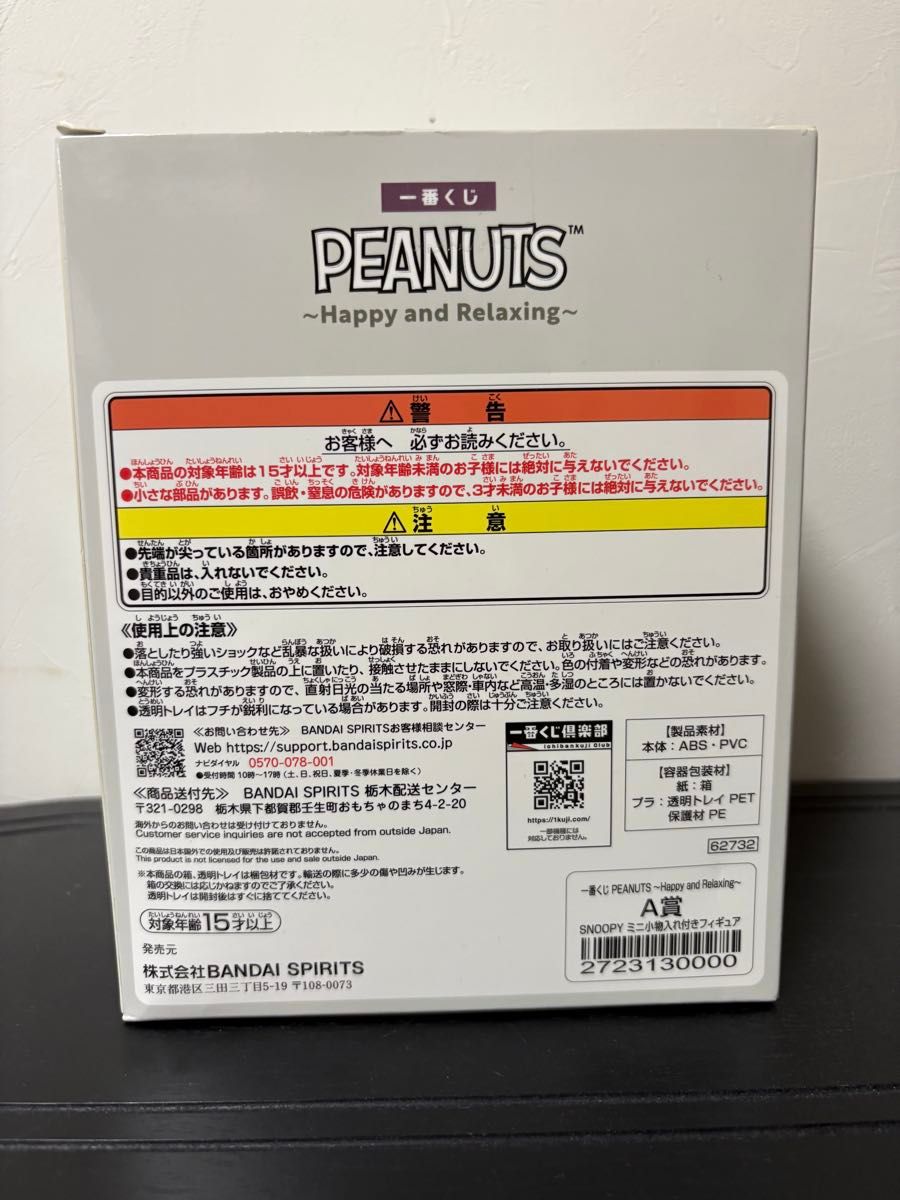 一番くじ
PEANUTS™
~Happy and Relaxing~
⚠警告
お客様へ 必ずお読みください。
●本商品の対象年齢は15才以上です。対象年齢未満のお子様には絶対に与えないでください。
●小さな部品があります。誤飲・窒息の危険がありますので、3才未満のお子様には絶対に与えないでください。
⚠注意
●先端が尖っている箇所がありますので、注意してください。
●貴重品は、入れないでください。
●目的以外のご使用は、おやめください。
《使用上の注意》
●落としたり強いショックなど乱暴な扱いにより破損する恐れがありますので、お取り扱いにはご注意ください。
●本商品をプラスチック製品の上に置いたり、接触させたままにしないでください。色の付着や変形などの恐れがあります。
●変形する恐れがありますので、直射日光の当たる場所や窓際・車内など高温・多湿のところには置かないでください。
●透明トレイはフチが鋭利になっている場合があります。開封の際は十分ご注意ください。
《お問い合わせ先》 BANDAI SPIRITSお客様相談センター
Web https://support.bandaispirits.co.jp
ナビダイヤル 0570-078-001
●受付時間 10時〜17時(土、日、祝日、夏季・冬季休業日を除く)
《商品送付先》 BANDAI SPIRITS 栃木配送センター
〒321-0298 栃木県下都賀郡壬生町おもちゃのまち4-2-20
海外からのお問い合わせは受け付けておりません。
Customer service inquiries are not accepted from outside Japan.
この商品は日本国外での使用及び販売は許諾されておりません。
This product is not licensed for the use and sale outside Japan.
※本商品の箱、透明トレイは梱包材です。輸送の際に多少の傷や凹みが生じます。
箱の交換には応じかねますのでご了承ください。
透明トレイは開封後はすぐに捨ててください。
対象年齢15才以上
発売元
株式会社BANDAI SPIRITS
東京都港区三田三丁目5-19 〒108-0073
一番くじ倶楽部
Ichibankuji Club
https://1kuji.com/
一部機種には
対応しておりません。
【製品素材】
本体:ABS・PVC
【容器包装材】
紙:箱
プラ:透明トレイ PET
保護材 PE
62732
一番くじ PEANUTS ~Happy and Relaxing~
A賞
SNOOPY ミニ小物入れ付きフィギュア
2723130000